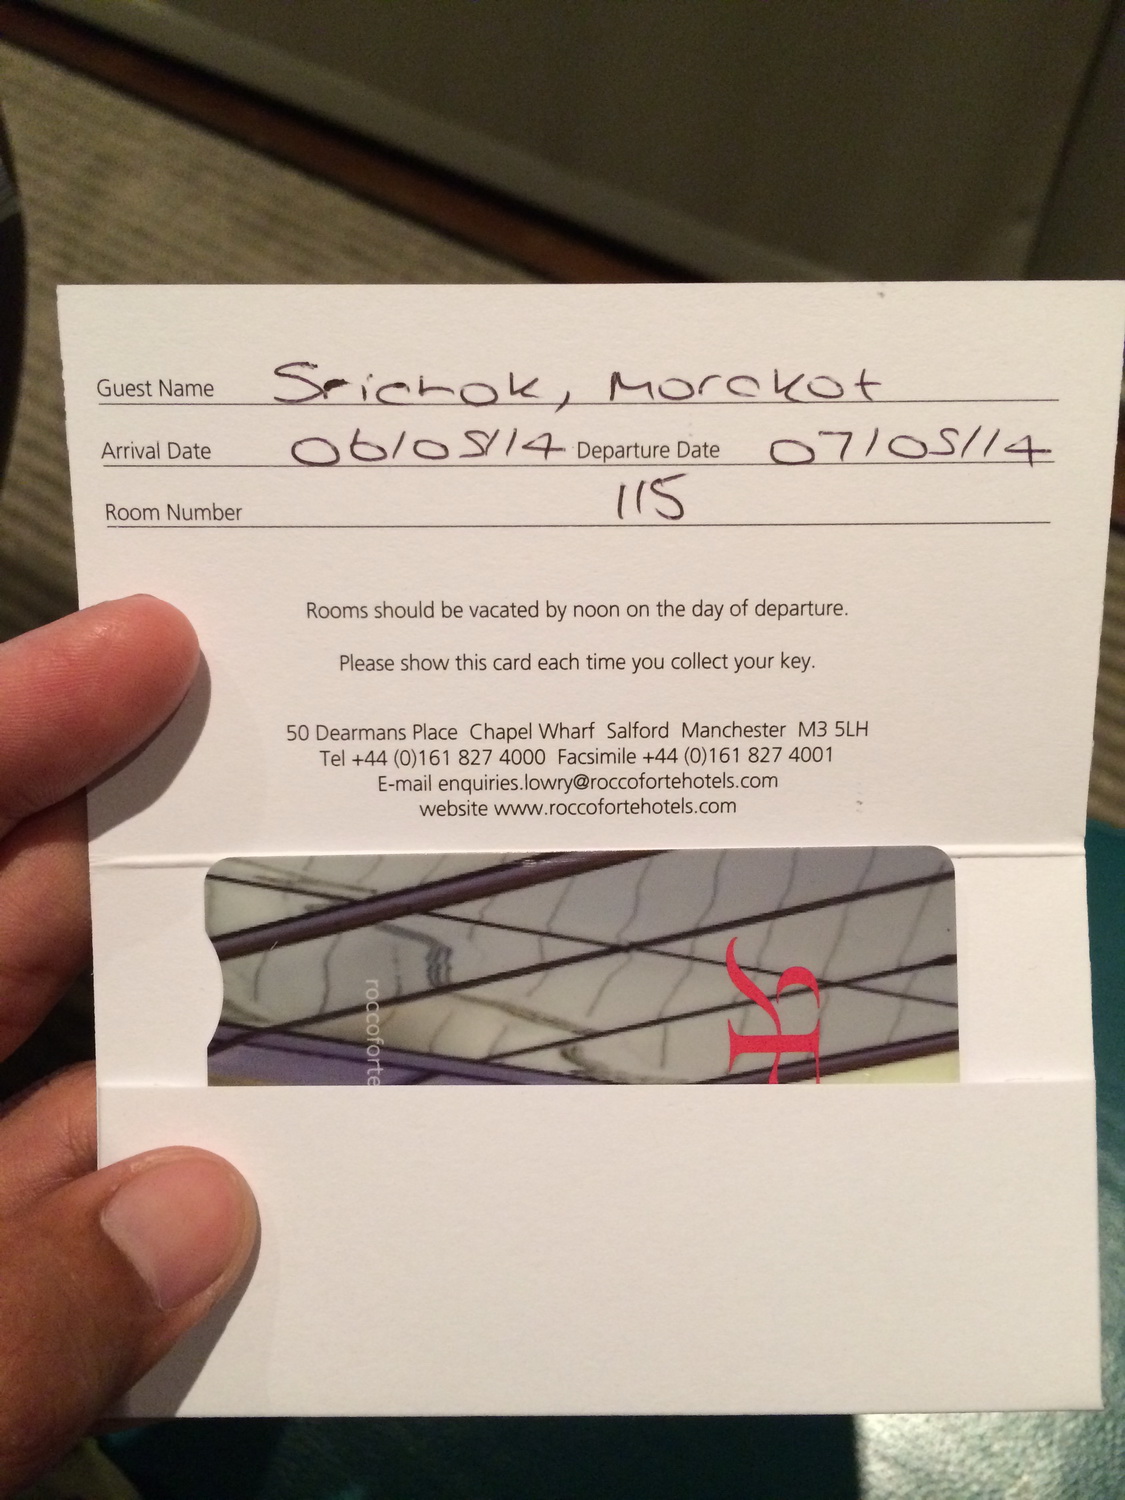 Guest Name Srichok, Morakot
Arrival Date 06/05/14 Departure Date 07/05/14
Room Number 115
Rooms should be vacated by noon on the day of departure.
Please show this card each time you collect your key.
50 Dearmans Place Chapel Wharf Salford Manchester M3 5LH
Tel +44 (0)161 827 4000 Facsimile +44 (0)161 827 4001
E-mail enquiries.lowry@roccofortehotels.com
website www.roccofortehotels.com
roccoforte
R